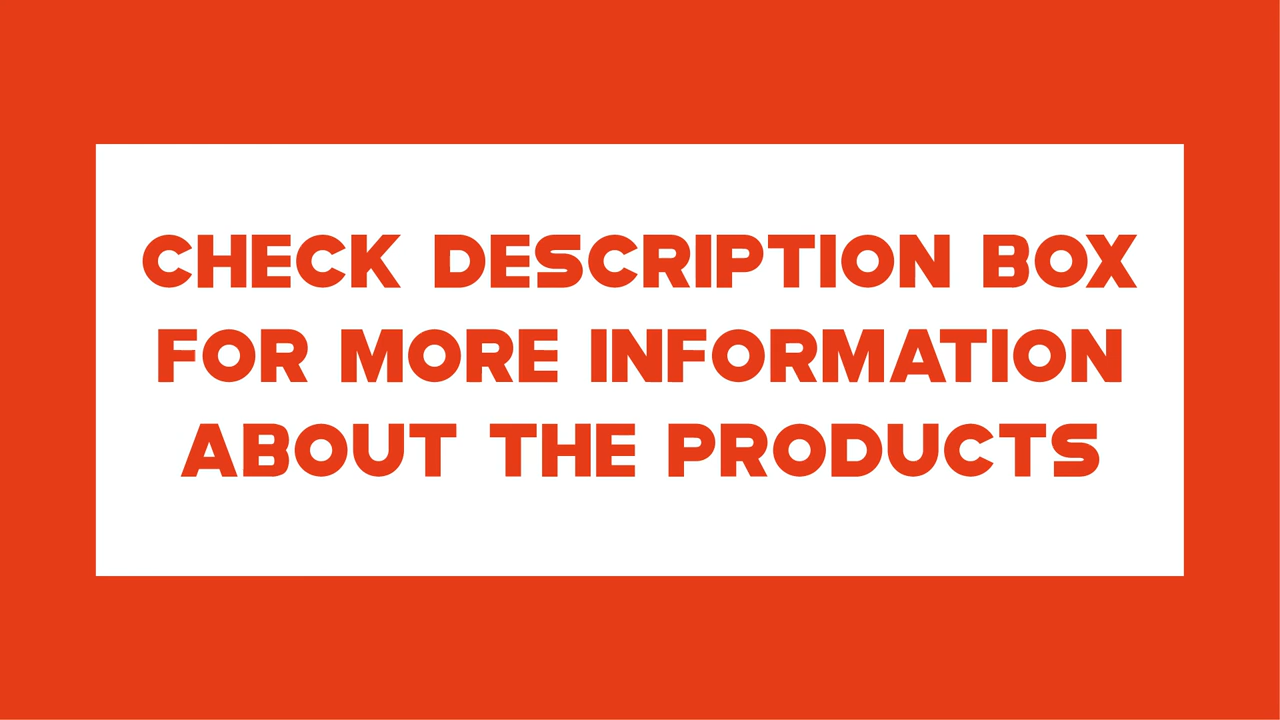 CHECK DESCRIPTION BOX
FOR MORE INFORMATION
ABOUT THE PRODUCTS